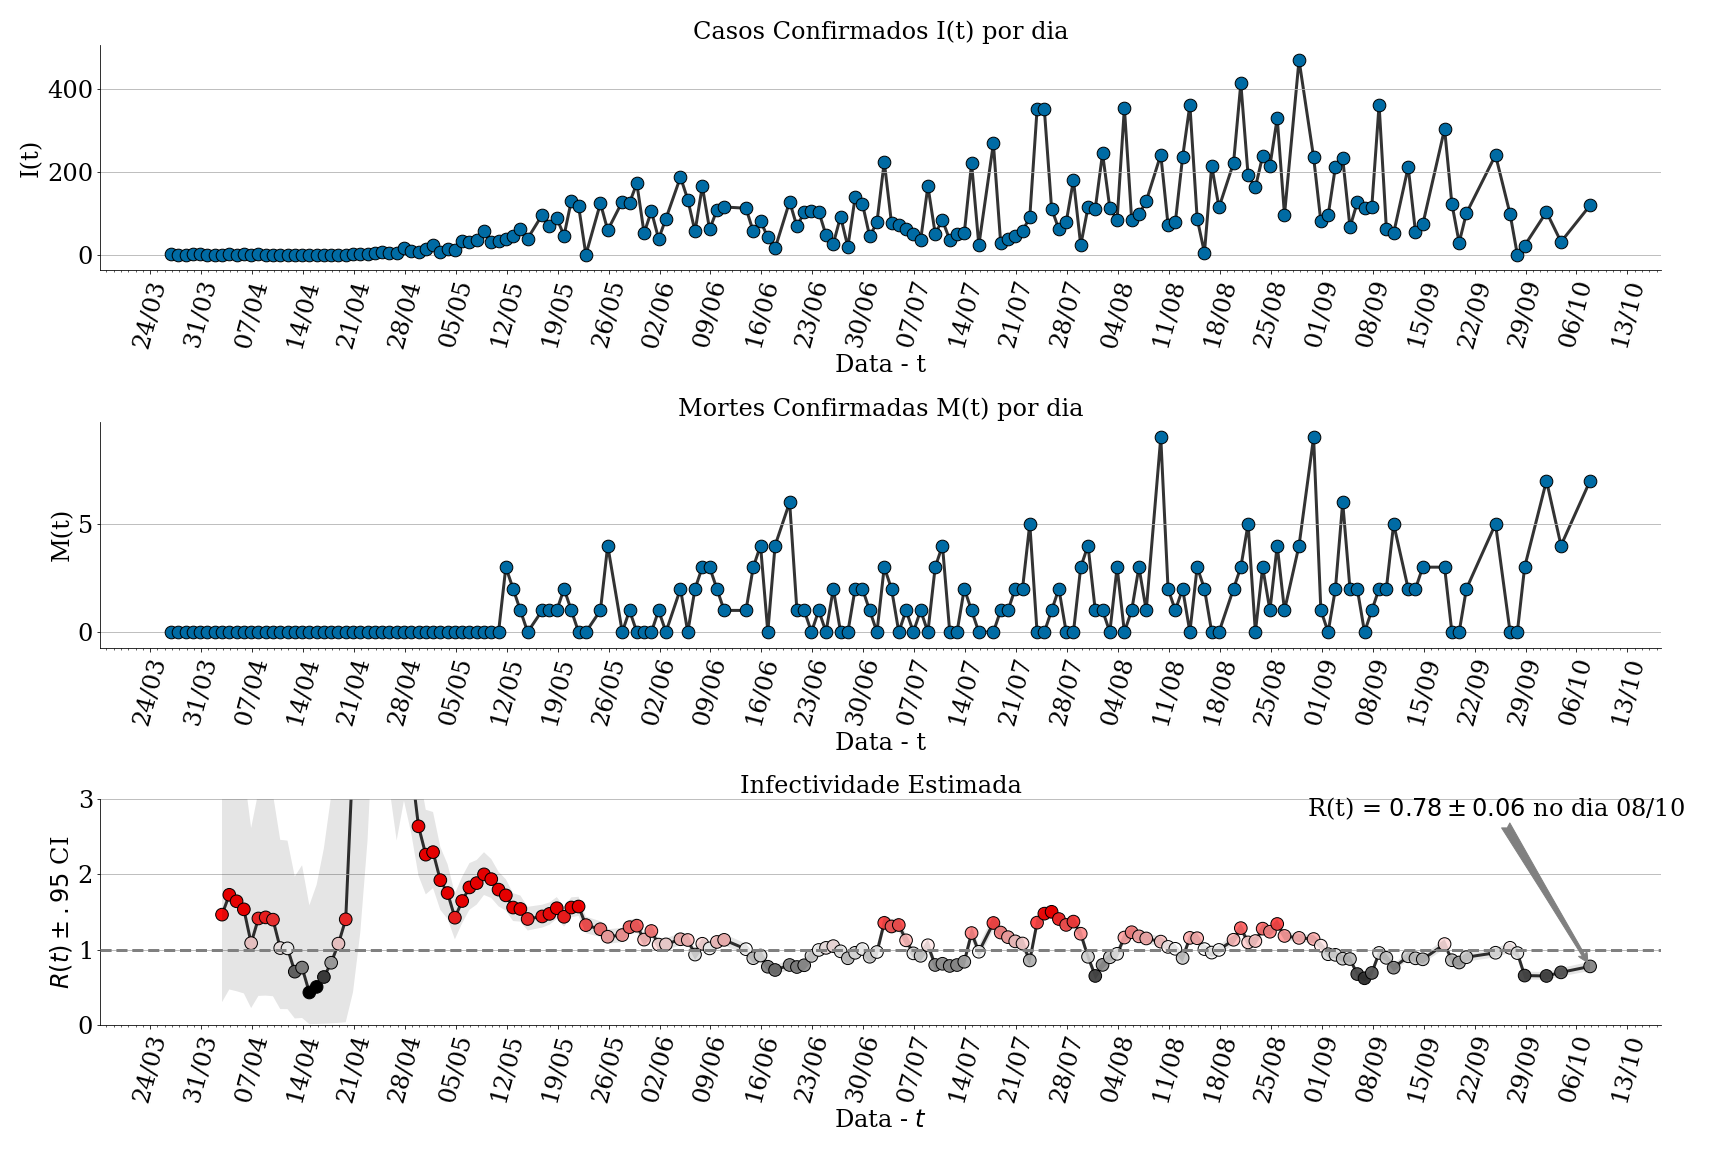 Casos Confirmados I(t) por dia
I(t)
400
200
0
24/03 31/03 07/04 14/04 21/04 28/04 05/05 12/05 19/05 26/05 02/06 09/06 16/06 23/06 30/06 07/07 14/07 21/07 28/07 04/08 11/08 18/08 25/08 01/09 08/09 15/09 22/09 29/09 06/10 13/10
Data - t
Mortes Confirmadas M(t) por dia
M(t)
5
0
24/03 31/03 07/04 14/04 21/04 28/04 05/05 12/05 19/05 26/05 02/06 09/06 16/06 23/06 30/06 07/07 14/07 21/07 28/07 04/08 11/08 18/08 25/08 01/09 08/09 15/09 22/09 29/09 06/10 13/10
Data - t
Infectividade Estimada
R(t) ± .95 CI
3
2
1
0
R(t) = 0.78 ± 0.06 no dia 08/10
24/03 31/03 07/04 14/04 21/04 28/04 05/05 12/05 19/05 26/05 02/06 09/06 16/06 23/06 30/06 07/07 14/07 21/07 28/07 04/08 11/08 18/08 25/08 01/09 08/09 15/09 22/09 29/09 06/10 13/10
Data - t